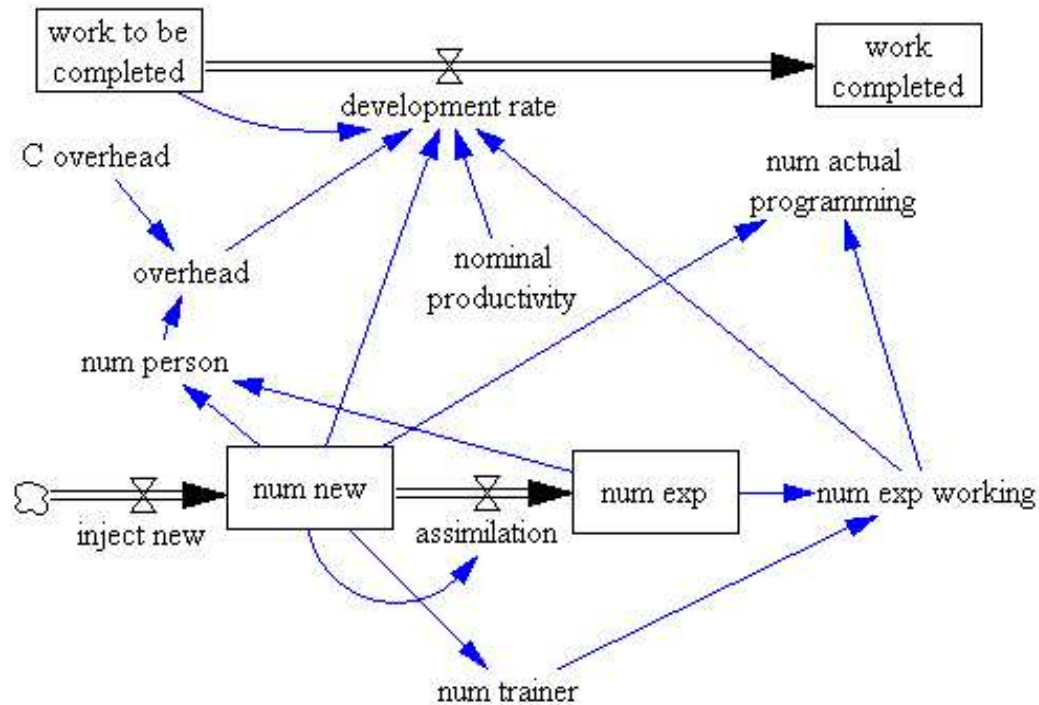 work to be
completed
work
completed
development rate
C overhead
num actual
programming
overhead
nominal
productivity
num person
num new
num exp
num exp working
inject new
assimilation
num trainer